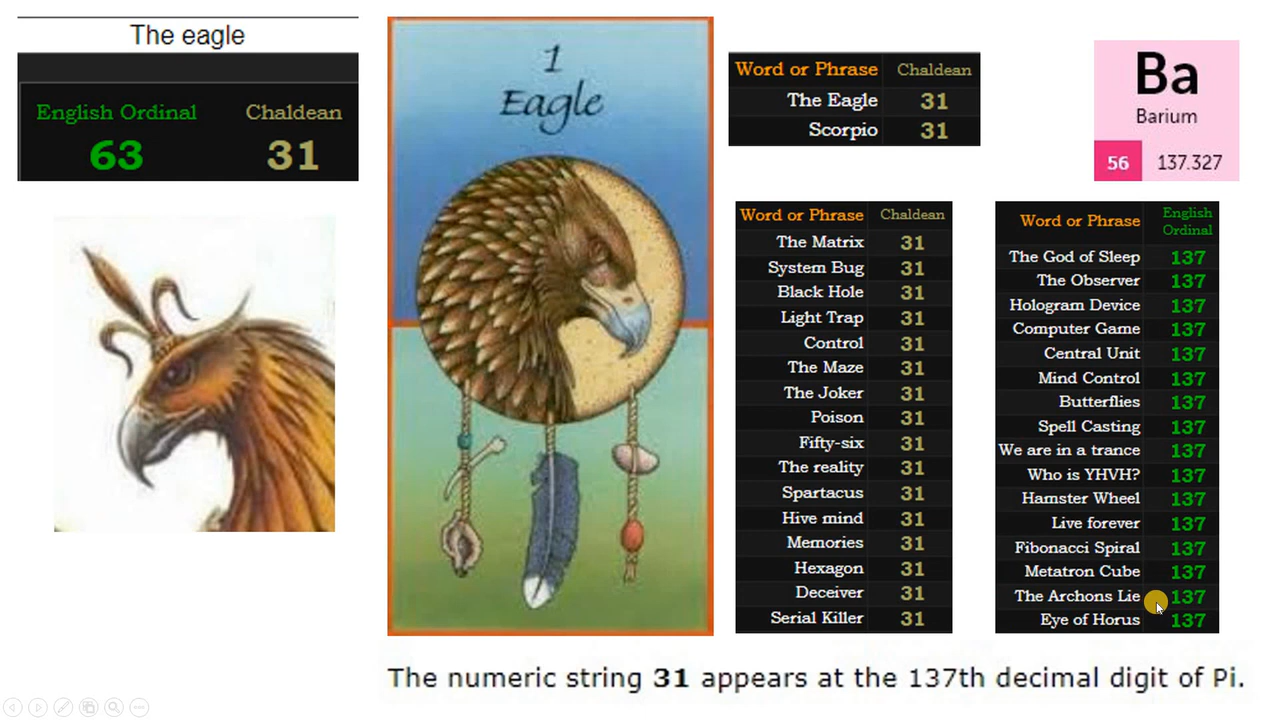 The eagle
English Ordinal Chaldean
63 31
1
Eagle
Word or Phrase Chaldean
The Eagle 31
Scorpio 31
Ba
Barium
56 137.327
Word or Phrase Chaldean
The Matrix 31
System Bug 31
Black Hole 31
Light Trap 31
Control 31
The Maze 31
The Joker 31
Poison 31
Fifty-six 31
The reality 31
Spartacus 31
Hive mind 31
Memories 31
Hexagon 31
Deceiver 31
Serial Killer 31
Word or Phrase English Ordinal
The God of Sleep 137
The Observer 137
Hologram Device 137
Computer Game 137
Central Unit 137
Mind Control 137
Butterflies 137
Spell Casting 137
We are in a trance 137
Who is YHVH? 137
Hamster Wheel 137
Live forever 137
Fibonacci Spiral 137
Metatron Cube 137
The Archons Lie 137
Eye of Horus 137
The numeric string 31 appears at the 137th decimal digit of Pi.